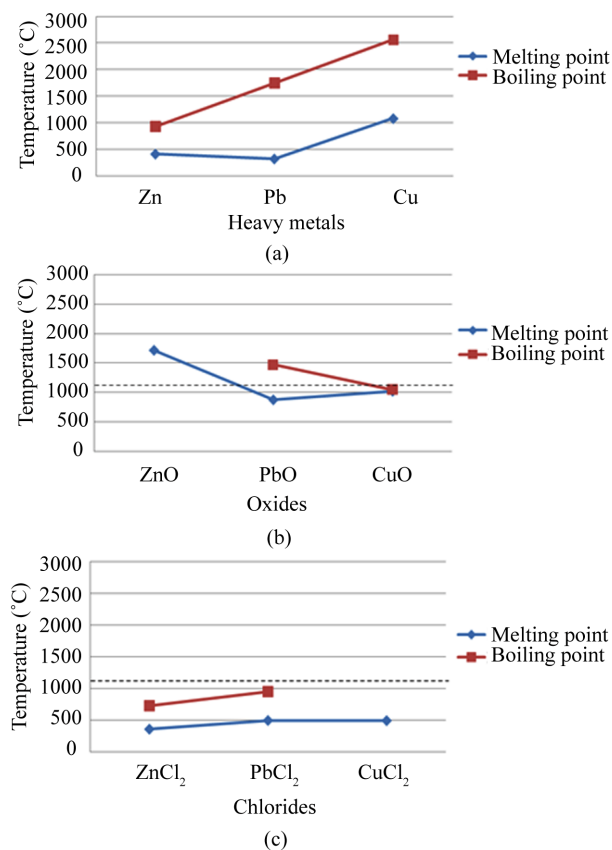 3000
2500
2000
1500
1000
500
0
Temperature (˚C)
Zn Pb Cu
Heavy metals
Melting point
Boiling point
(a)
3000
2500
2000
1500
1000
500
0
Temperature (˚C)
ZnO PbO CuO
Oxides
Melting point
Boiling point
(b)
3000
2500
2000
1500
1000
500
0
Temperature (˚C)
ZnCl₂ PbCl₂ CuCl₂
Chlorides
Melting point
Boiling point
(c)